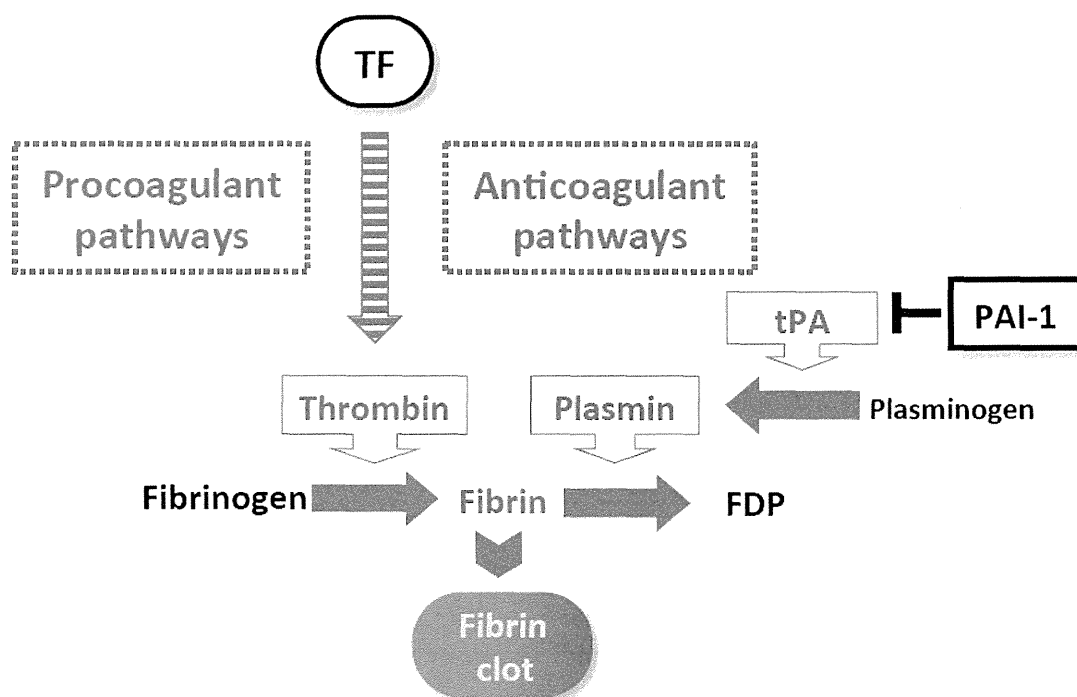 TF
Procoagulant
pathways
Anticoagulant
pathways
tPA
PAI-1
Thrombin
Plasmin
Plasminogen
Fibrinogen
Fibrin
FDP
Fibrin
clot